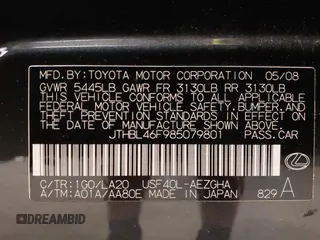 MFD. BY: TOYOTA MOTOR CORPORATION 05/08
GVWR 5445LB GAWR FR 3130LB RR 3130LB
THIS VEHICLE CONFORMS TO ALL APPLICABLE
FEDERAL MOTOR VEHICLE SAFETY, BUMPER, AND
THEFT PREVENTION STANDARDS IN EFFECT ON
THE DATE OF MANUFACTURE SHOWN ABOVE.
JTHBL46F985079801 PASS.CAR
C/TR: 1G0/LA20 USF40L-AEZGHA
A/TM: A01A/AA80E MADE IN JAPAN 829 A
DREAMBID